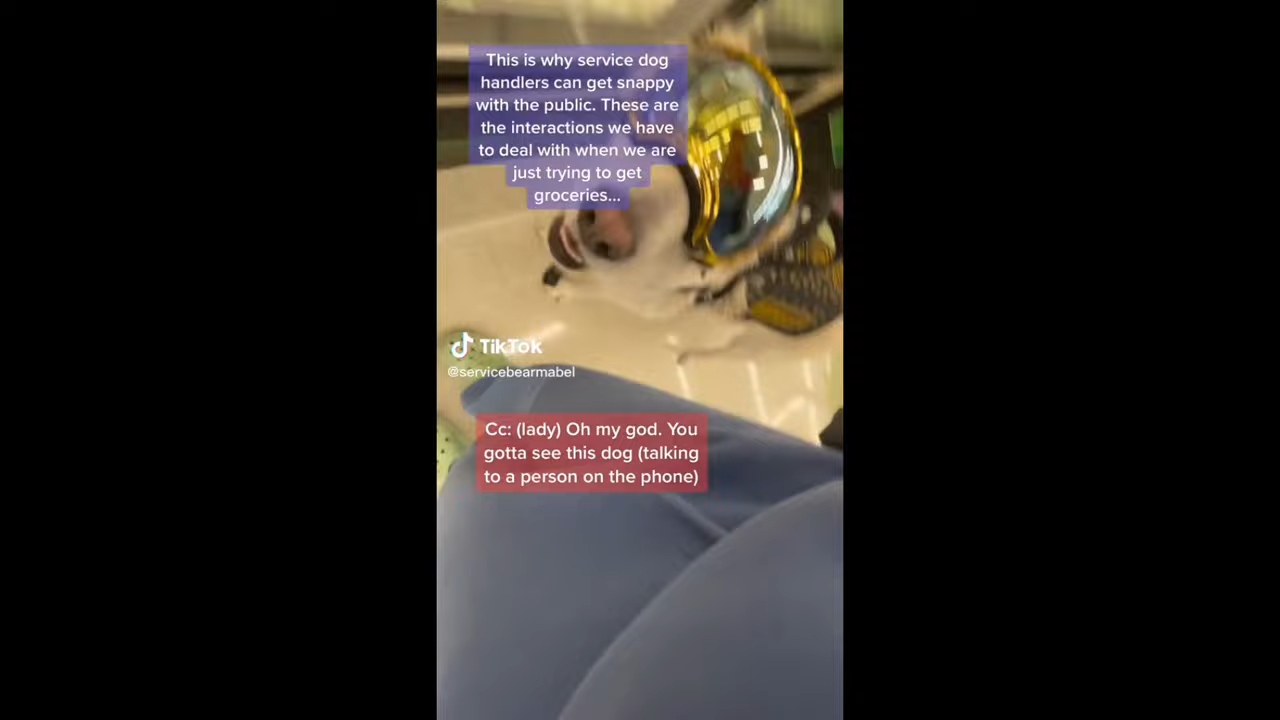 This is why service dog
handlers can get snappy
with the public. These are
the interactions we have
to deal with when we are
just trying to get
groceries...
TikTok
@servicebearmabel
Cc: (lady) Oh my god. You
gotta see this dog (talking
to a person on the phone)